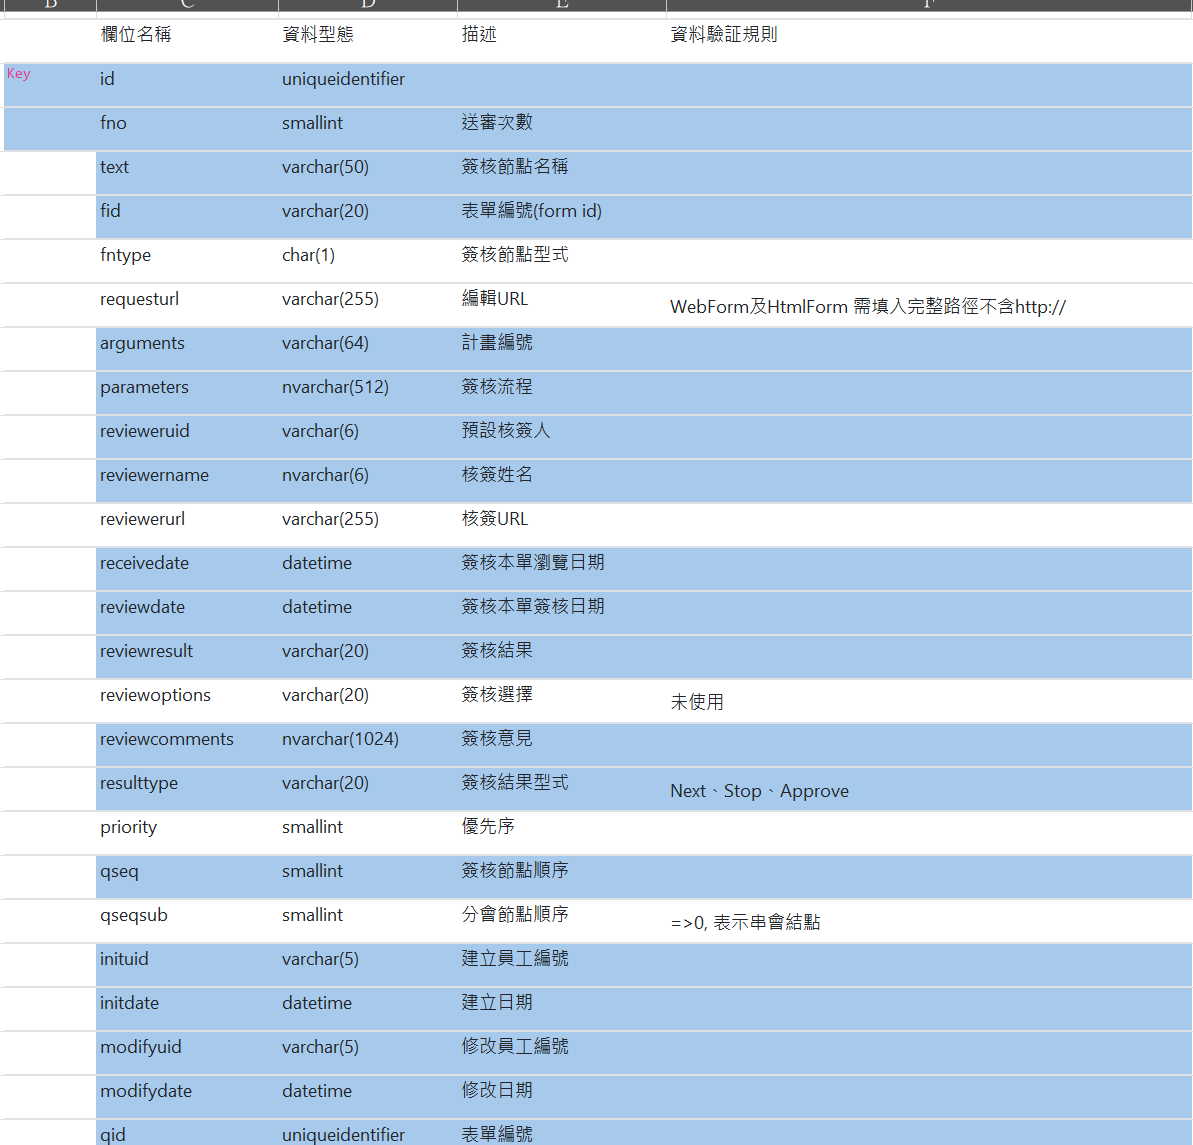 B C D E F
欄位名稱 資料型態 描述 資料驗証規則
Key id uniqueidentifier
fno smallint 送審次數
text varchar(50) 簽核節點名稱
fid varchar(20) 表單編號(form id)
fntype char(1) 簽核節點型式
requesturl varchar(255) 編輯URL WebForm及HtmlForm 需填入完整路徑不含http://
arguments varchar(64) 計畫編號
parameters nvarchar(512) 簽核流程
revieweruid varchar(6) 預設核簽人
reviewername nvarchar(6) 核簽姓名
reviewerurl varchar(255) 核簽URL
receivedate datetime 簽核本單瀏覽日期
reviewdate datetime 簽核本單簽核日期
reviewresult varchar(20) 簽核結果
reviewoptions varchar(20) 簽核選擇 未使用
reviewcomments nvarchar(1024) 簽核意見
resulttype varchar(20) 簽核結果型式 Next、Stop、Approve
priority smallint 優先序
qseq smallint 簽核節點順序
qseqsub smallint 分會節點順序 =>0, 表示串會結點
inituid varchar(5) 建立員工編號
initdate datetime 建立日期
modifyuid varchar(5) 修改員工編號
modifydate datetime 修改日期
qid uniqueidentifier 表單編號